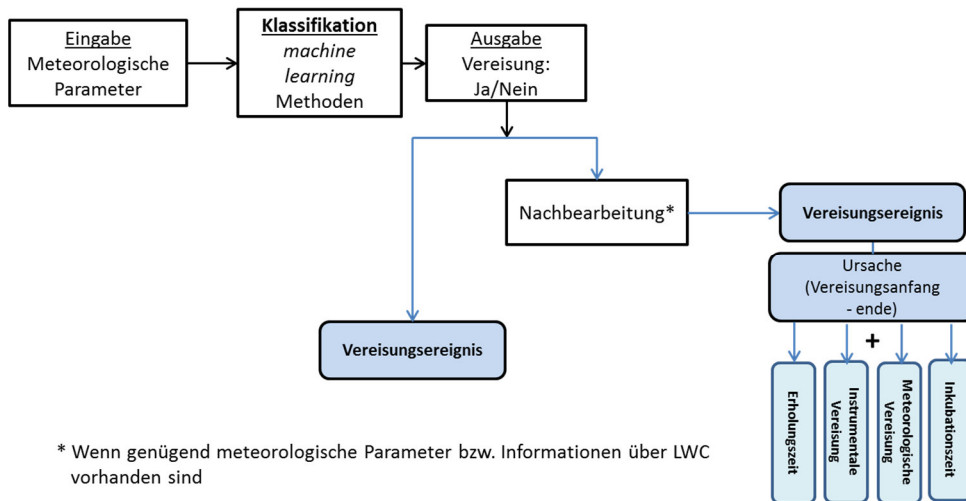 Eingabe
Meteorologische
Parameter
Klassifikation
machine
learning
Methoden
Ausgabe
Vereisung:
Ja/Nein
Nachbearbeitung*
Vereisungsereignis
Ursache
(Vereisungsanfang
- ende)
+
Vereisungsereignis
Erholungszeit
Instrumentale
Vereisung
Meteorologische
Vereisung
Inkubationszeit
* Wenn genügend meteorologische Parameter bzw. Informationen über LWC
vorhanden sind